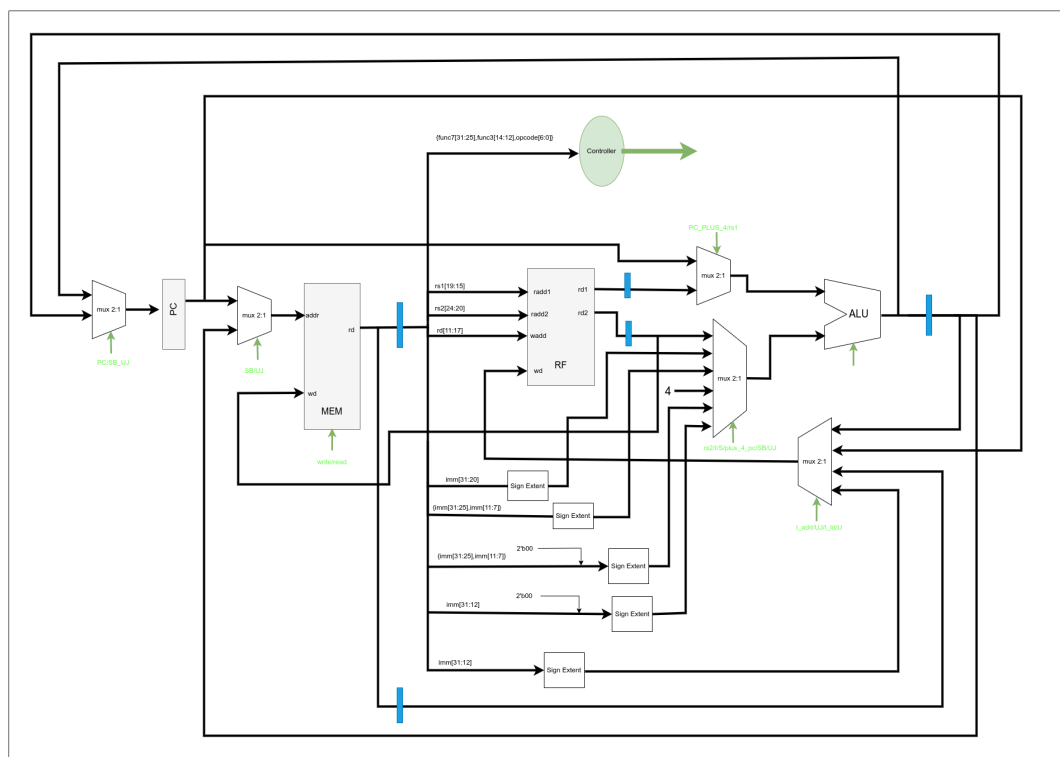 {func7[31:25],func3[14:12],opcode[6:0]}
Controller
PC_PLUS_4/rs1
mux 2:1
mux 2:1
PC
PC/SB_UJ
mux 2:1
SB/UJ
addr
rd
wd
MEM
write/read
rs1[19:15]
rs2[24:20]
rd[11:17]
radd1
radd2
wadd
wd
rd1
rd2
RF
4
mux 2:1
rs2/I/S/plus_4_pc/SB/UJ
ALU
mux 2:1
imm[31:20]
Sign Extent
{imm[31:25],imm[11:7]}
Sign Extent
2'b00
{imm[31:25],imm[11:7]}
Sign Extent
2'b00
imm[31:12]
Sign Extent
imm[31:12]
Sign Extent